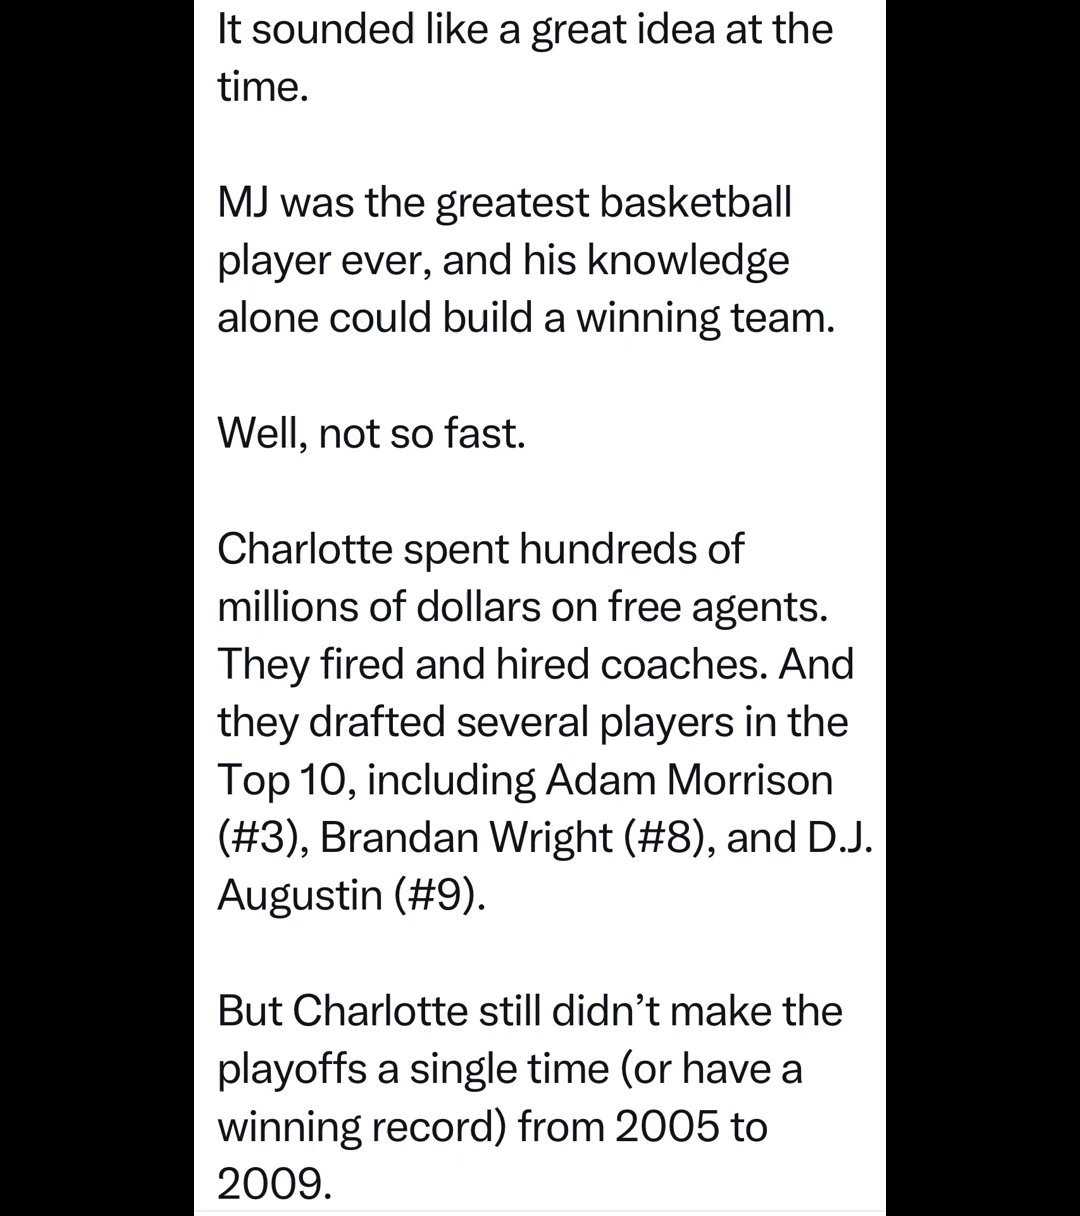 It sounded like a great idea at the
time.
MJ was the greatest basketball
player ever, and his knowledge
alone could build a winning team.
Well, not so fast.
Charlotte spent hundreds of
millions of dollars on free agents.
They fired and hired coaches. And
they drafted several players in the
Top 10, including Adam Morrison
(#3), Brandan Wright (#8), and D.J.
Augustin (#9).
But Charlotte still didn’t make the
playoffs a single time (or have a
winning record) from 2005 to
2009.